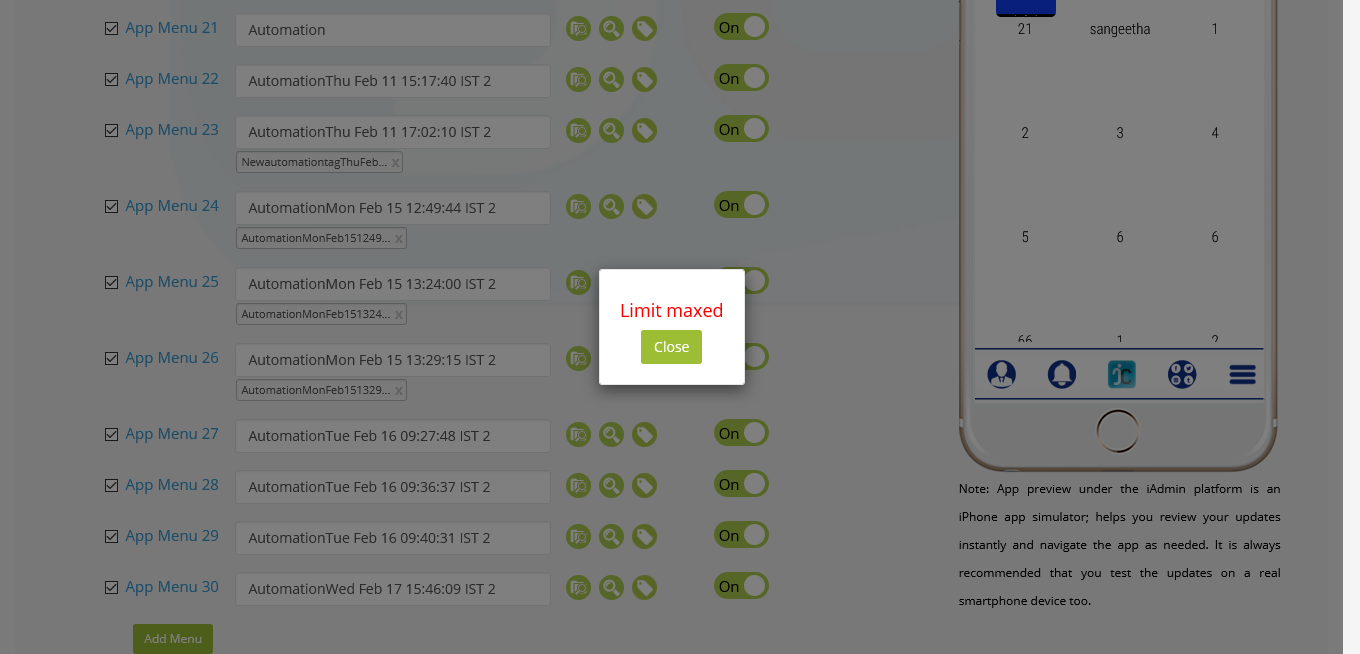 App Menu 21 Automation On
App Menu 22 AutomationThu Feb 11 15:17:40 IST 2 On
App Menu 23 AutomationThu Feb 11 17:02:10 IST 2 On
NewautomationtagThuFeb... x
App Menu 24 AutomationMon Feb 15 12:49:44 IST 2 On
AutomationMonFeb151249... x
App Menu 25 AutomationMon Feb 15 13:24:00 IST 2
AutomationMonFeb151324... x
App Menu 26 AutomationMon Feb 15 13:29:15 IST 2
AutomationMonFeb151329... x
App Menu 27 AutomationTue Feb 16 09:27:48 IST 2 On
App Menu 28 AutomationTue Feb 16 09:36:37 IST 2 On
App Menu 29 AutomationTue Feb 16 09:40:31 IST 2 On
App Menu 30 AutomationWed Feb 17 15:46:09 IST 2 On
Add Menu
Limit maxed
Close
21 sangeetha 1
2 3 4
5 6 6
66 1 2
jc
Note: App preview under the iAdmin platform is an
iPhone app simulator; helps you review your updates
instantly and navigate the app as needed. It is always
recommended that you test the updates on a real
smartphone device too.